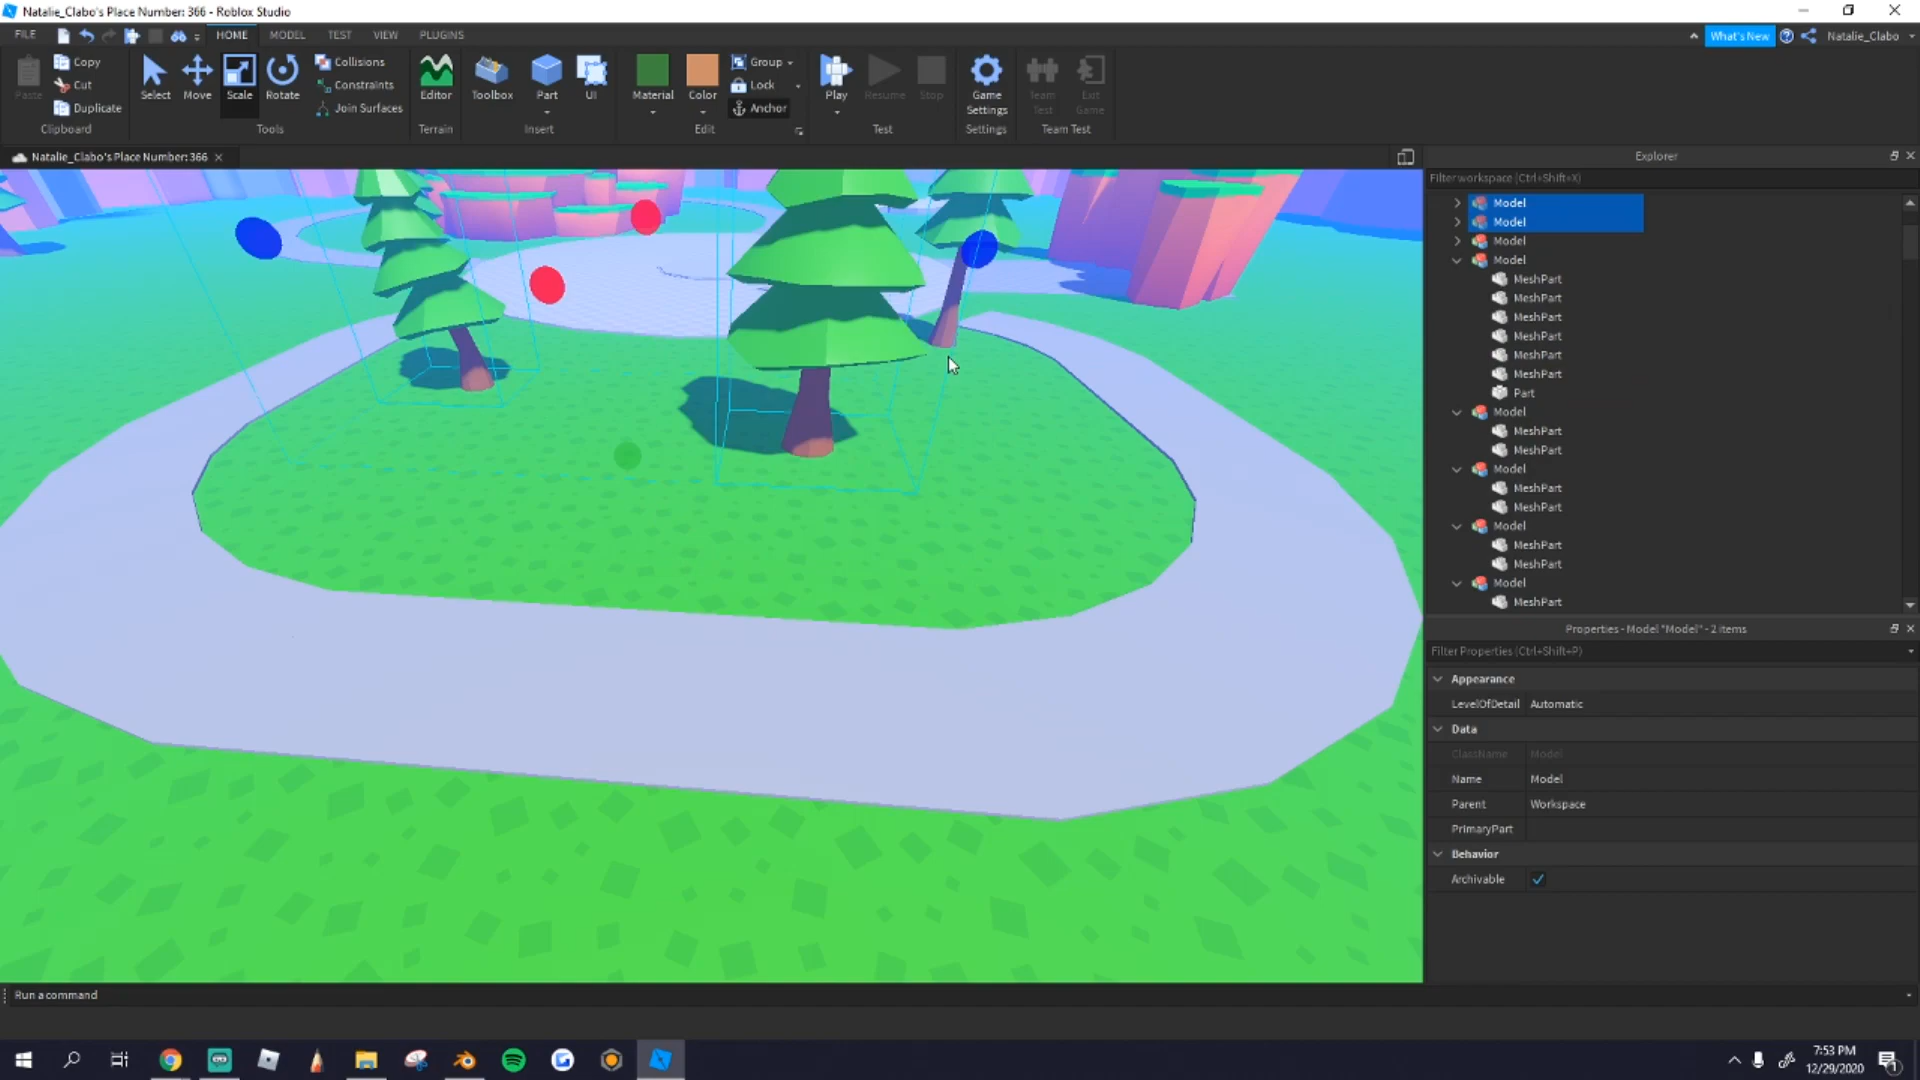 Natalie_Clabo's Place Number: 366 - Roblox Studio
FILE HOME MODEL TEST VIEW PLUGINS What's New Natalie_Clabo
Paste Copy Cut Duplicate Clipboard
Select Move Scale Rotate Collisions Constraints Join Surfaces Tools
Editor Terrain
Toolbox Part UI Insert
Material Color Group Lock Anchor Edit
Play Resume Stop Test
Game Settings Settings
Team Test Exit Game Team Test
Natalie_Clabo's Place Number: 366
Explorer
Filter workspace (Ctrl+Shift+X)
Model
Model
Model
Model
MeshPart
MeshPart
MeshPart
MeshPart
MeshPart
MeshPart
Part
Model
MeshPart
MeshPart
Model
MeshPart
MeshPart
Model
MeshPart
MeshPart
Model
MeshPart
Properties - Model "Model" - 2 items
Filter Properties (Ctrl+Shift+P)
Appearance
LevelOfDetail Automatic
Data
ClassName Model
Name Model
Parent Workspace
PrimaryPart
Behavior
Archivable
Run a command
7:53 PM
12/29/2020